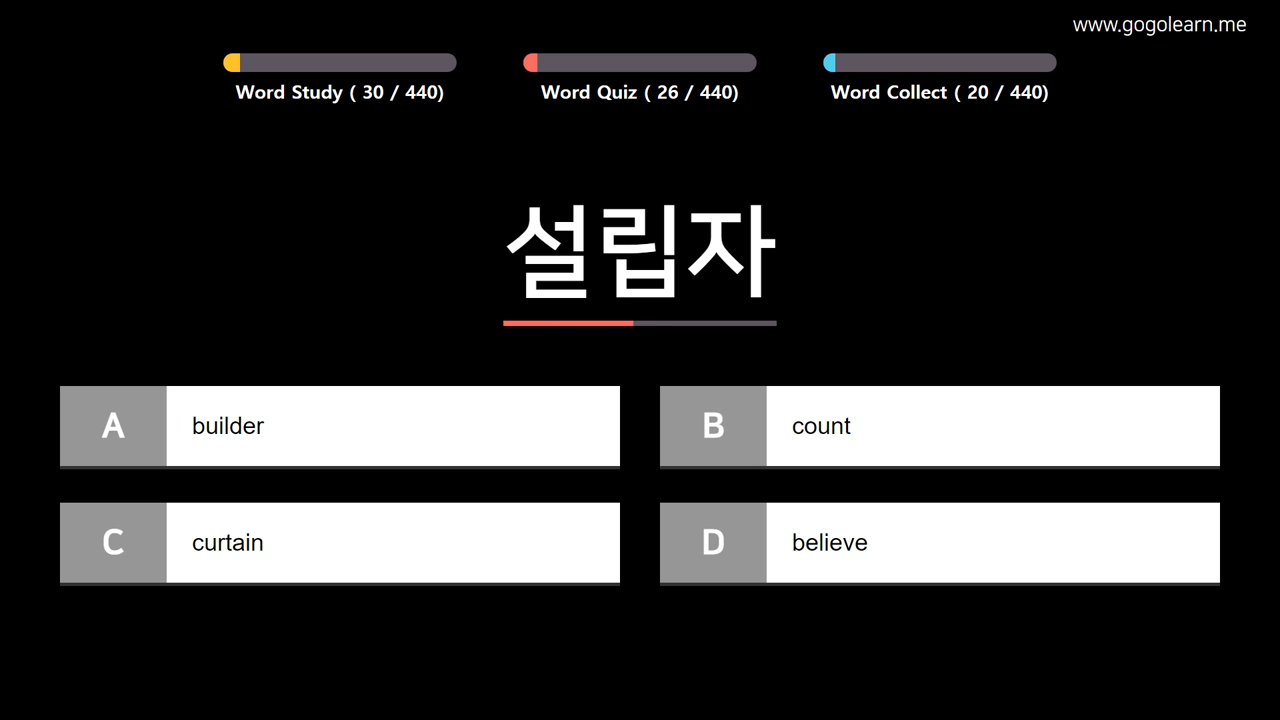 www.gogolearn.me
Word Study ( 30 / 440)
Word Quiz ( 26 / 440)
Word Collect ( 20 / 440)
설립자
A builder
B count
C curtain
D believe